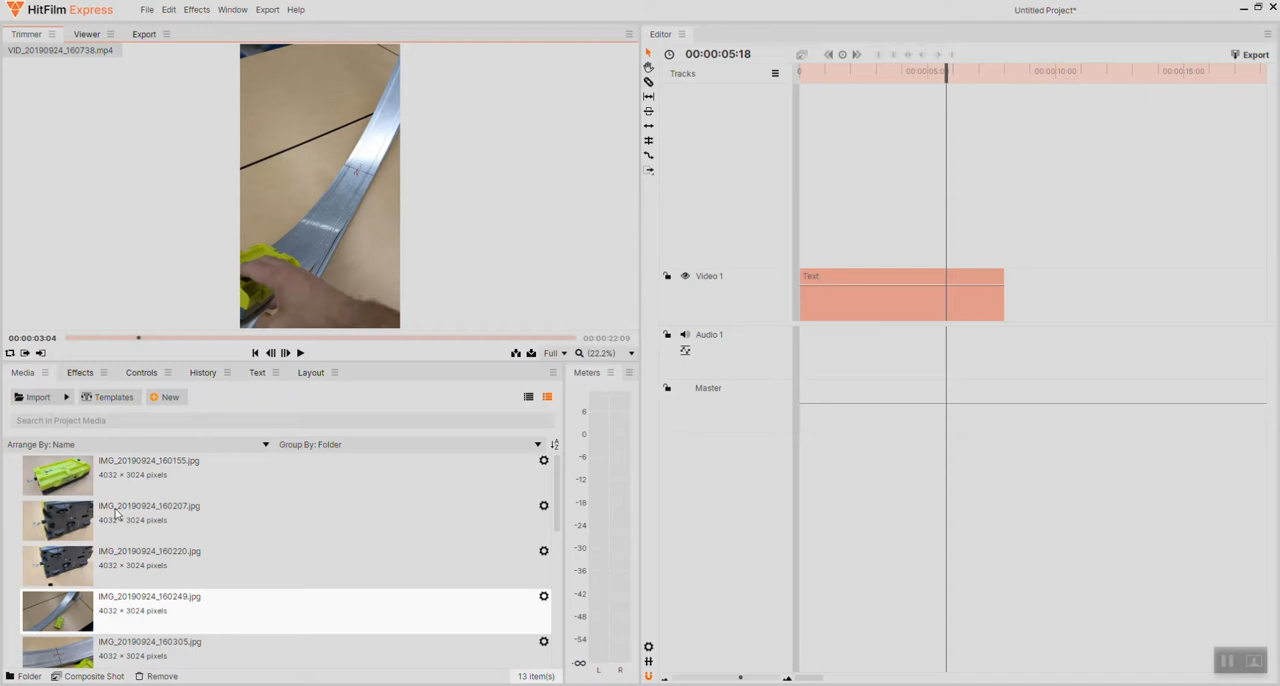 HitFilm Express File Edit Effects Window Export Help Untitled Project*
Trimmer Viewer Export Editor
VID_20190924_160738.mp4 00:00:05:18 Export
Tracks 0 00:00:05:0 00:00:10:00 00:00:15:00
Video 1 Text
Audio 1
Master
00:00:03:04 00:00:22:09
Full (22.2%)
Media Effects Controls History Text Layout Meters
Import Templates New
Search in Project Media
Arrange By: Name Group By: Folder
IMG_20190924_160155.jpg
4032 × 3024 pixels
IMG_20190924_160207.jpg
4032 × 3024 pixels
IMG_20190924_160220.jpg
4032 × 3024 pixels
IMG_20190924_160249.jpg
4032 × 3024 pixels
IMG_20190924_160305.jpg
4032 × 3024 pixels
6
0
-6
-12
-18
-24
-30
-36
-42
-48
-54
-∞
L R
Folder Composite Shot Remove 13 item(s)